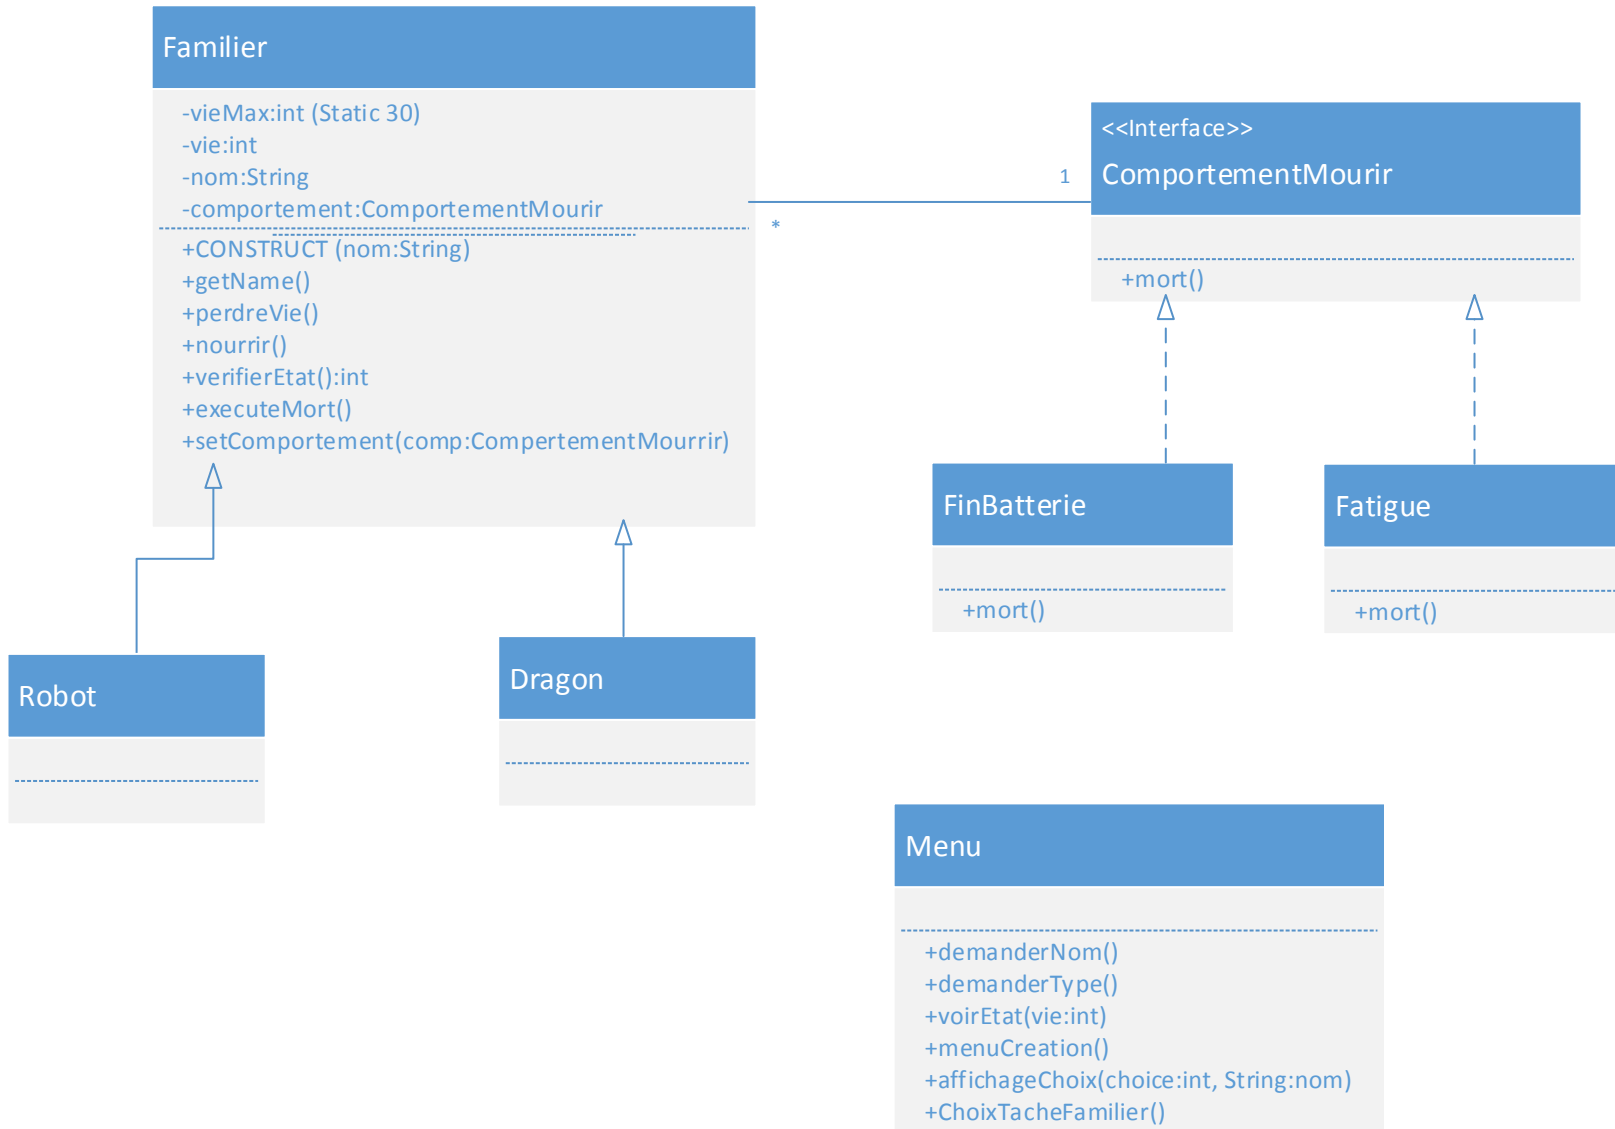 Familier
-vieMax:int (Static 30)
-vie:int
-nom:String
-comportement:ComportementMourir
+CONSTRUCT (nom:String)
+getName()
+perdreVie()
+nourrir()
+verifierEtat():int
+executeMort()
+setComportement(comp:CompertementMourrir)
1
*
<<Interface>>
ComportementMourir
+mort()
FinBatterie
+mort()
Fatigue
+mort()
Robot
Dragon
Menu
+demanderNom()
+demanderType()
+voirEtat(vie:int)
+menuCreation()
+affichageChoix(choice:int, String:nom)
+ChoixTacheFamilier()